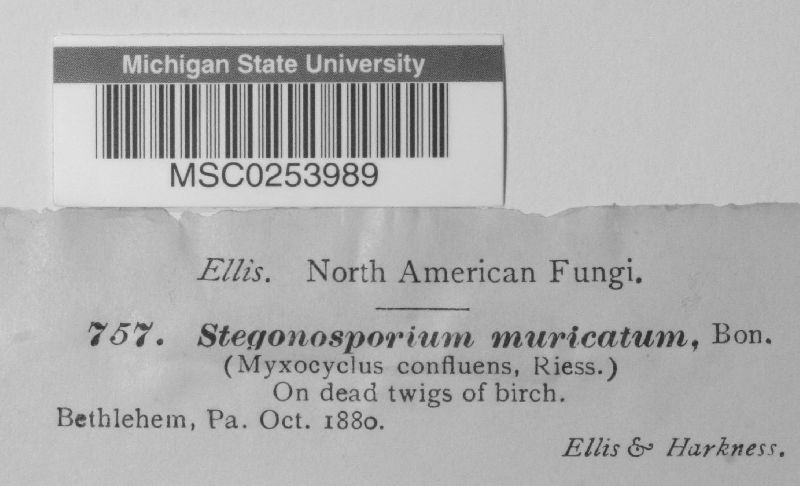 Michigan State University
MSC0253989
Ellis. North American Fungi.
757. Stegonosporium muricatum, Bon.
(Myxocyclus confluens, Riess.)
On dead twigs of birch.
Bethlehem, Pa. Oct. 1880.
Ellis & Harkness.